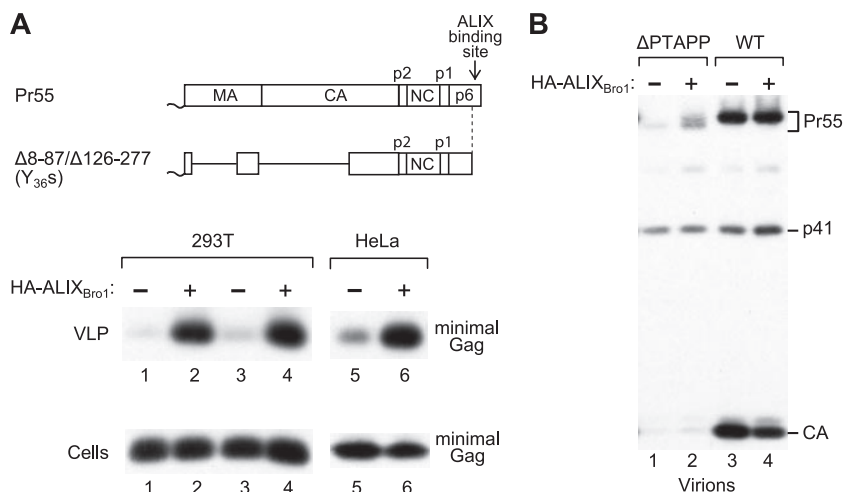 A
ALIX
binding
site
p2 p1
Pr55 MA CA NC p6
p2 p1
Δ8-87/Δ126-277 NC
(Y36s)
293T HeLa
HA-ALIXBro1: – + – + – +
VLP minimal
Gag
1 2 3 4 5 6
Cells minimal
Gag
1 2 3 4 5 6
B
ΔPTAPP WT
HA-ALIXBro1: – + – +
Pr55
p41
CA
1 2 3 4
Virions